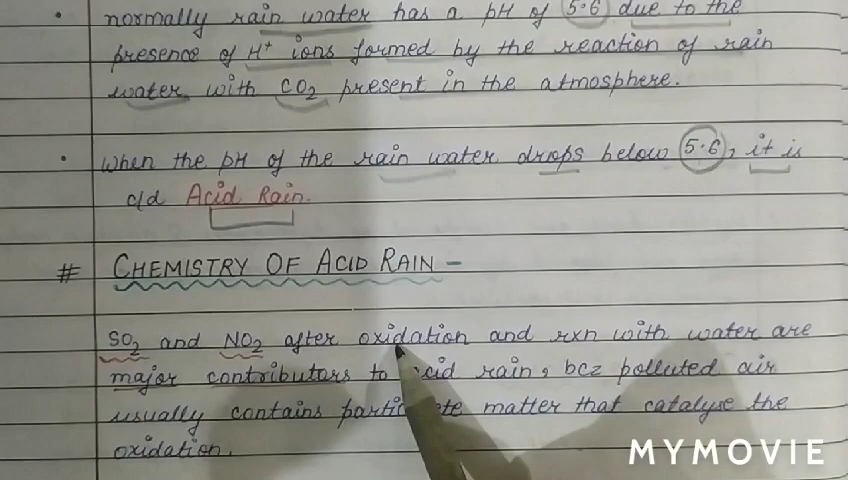 • normally rain water has a pH of 5.6 due to the
presence of H⁺ ions formed by the reaction of rain
water with CO₂ present in the atmosphere.
• when the pH of the rain water drops below 5.6, it is
c/d Acid Rain.
# CHEMISTRY OF ACID RAIN -
SO₂ and NO₂ after oxidation and rxn with water are
major contributors to acid rain, bcz polluted air
usually contains particulate matter that catalyse the
oxidation.
MYMOVIE